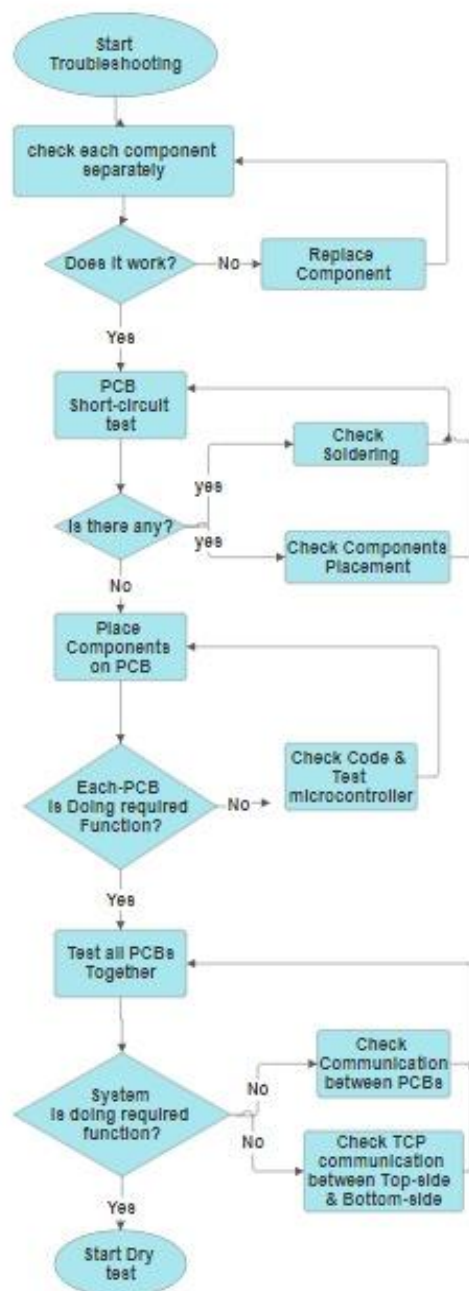 Start
Troubleshooting
check each component
separately
Does it work?
No
Replace
Component
Yes
PCB
Short-circuit
test
Check
Soldering
yes
Is there any?
yes
Check Components
Placement
No
Place
Components
on PCB
Check Code &
Test
microcontroller
Each-PCB
is Doing required
Function?
No
Yes
Test all PCBs
Together
Check
Communication
between PCBs
No
System
is doing required
function?
No
Check TCP
communication
between Top-side
& Bottom-side
Yes
Start Dry
test